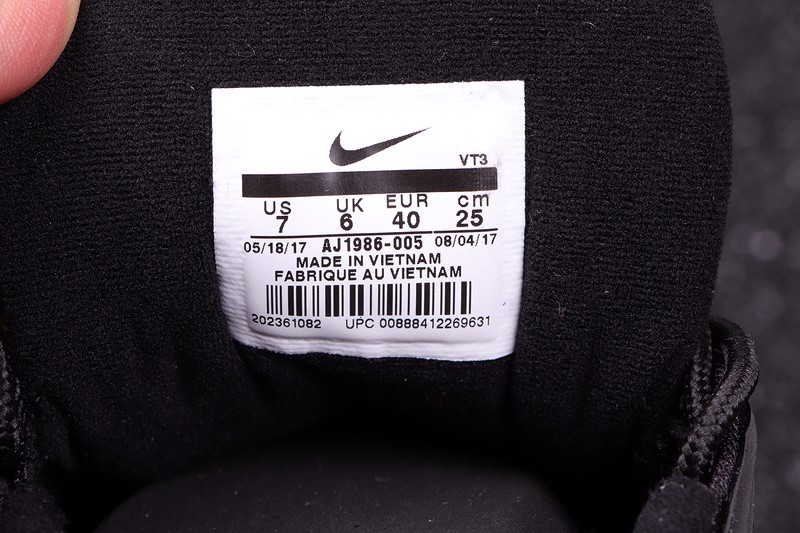 VT3
US UK EUR cm
7 6 40 25
05/18/17 AJ1986-005 08/04/17
MADE IN VIETNAM
FABRIQUE AU VIETNAM
202361082 UPC 00888412269631